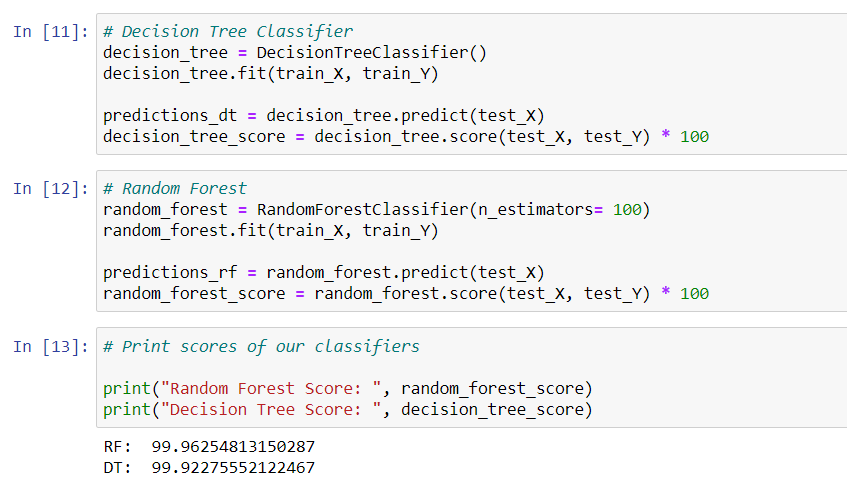 In [11]: # Decision Tree Classifier
decision_tree = DecisionTreeClassifier()
decision_tree.fit(train_X, train_Y)
predictions_dt = decision_tree.predict(test_X)
decision_tree_score = decision_tree.score(test_X, test_Y) * 100
In [12]: # Random Forest
random_forest = RandomForestClassifier(n_estimators= 100)
random_forest.fit(train_X, train_Y)
predictions_rf = random_forest.predict(test_X)
random_forest_score = random_forest.score(test_X, test_Y) * 100
In [13]: # Print scores of our classifiers
print("Random Forest Score: ", random_forest_score)
print("Decision Tree Score: ", decision_tree_score)
RF:  99.96254813150287
DT:  99.92275552122467